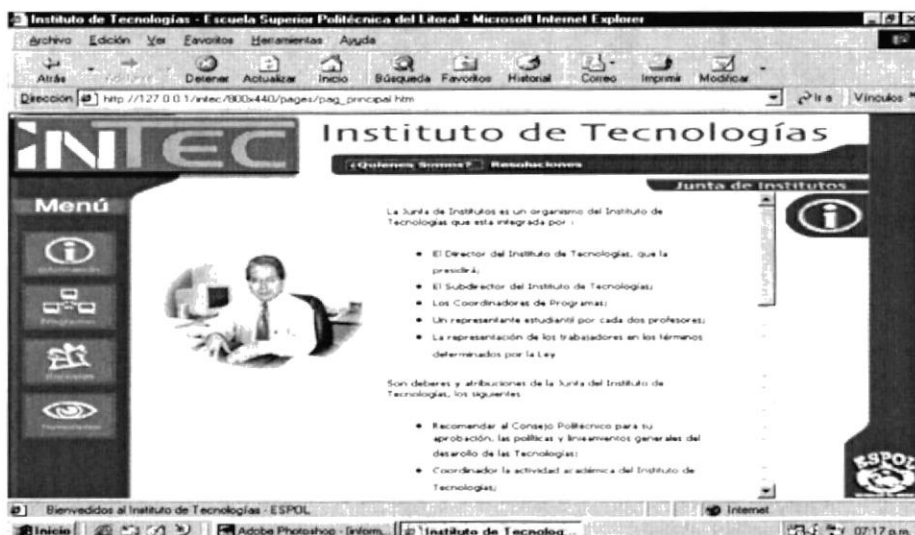 Instituto de Tecnologías - Escuela Superior Politécnica del Litoral - Microsoft Internet Explorer
Archivo Edición Ver Favoritos Herramientas Ayuda
Atrás Detener Actualizar Inicio Búsqueda Favoritos Historial Correo Imprimir Modificar
Dirección http://127.0.0.1/intec/800x440/pages/pag_principal.htm Ir a Vínculos
iNTEC Instituto de Tecnologías
¿Quienes Somos? Resoluciones
Junta de Institutos
Menú
La Junta de Institutos es un organismo del Instituto de
Tecnologías que esta integrada por :
El Director del Instituto de Tecnologías, que la
presidirá;
El Subdirector del Instituto de Tecnologías;
Los Coordinadores de Programas;
Un representante estudiantil por cada dos profesores;
La representación de los trabajadores en los términos
determinados por la Ley
Información
Programas
Son deberes y atribuciones de la Junta del Instituto de
Tecnologías, los siguientes
Recomendar al Consejo Politécnico para su
aprobación, las políticas y lineamientos generales del
desarollo de las Tecnologías;
Coordinador la actividad académica del Instituto de
Tecnologías;
ESPOL
Bienvedidos al Instituto de Tecnologías - ESPOL Internet
Inicio Adobe Photoshop - [inform... Instituto de Tecnolog... 07:17 p.m.